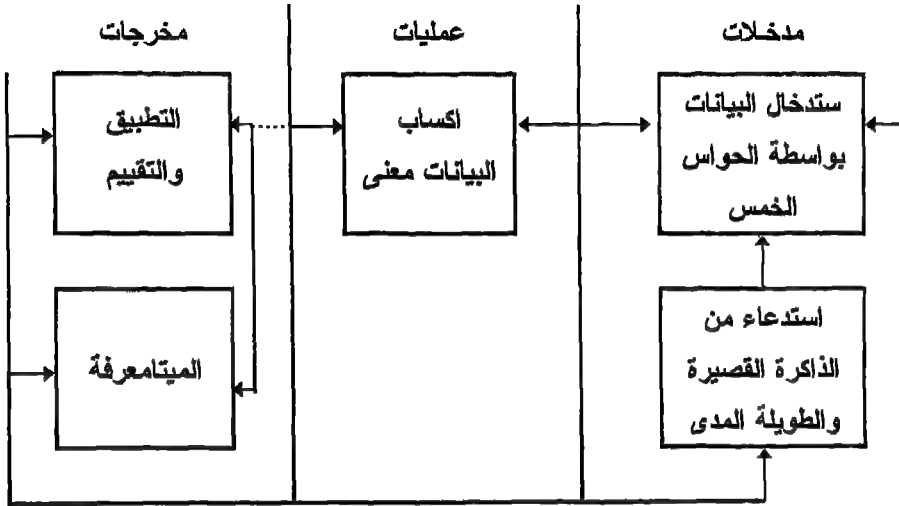 مدخلات
عمليات
مخرجات
ستدخال البيانات
بواسطة الحواس
الخمس
استدعاء من
الذاكرة القصيرة
والطويلة المدى
اكساب
البيانات معنى
التطبيق
والتقييم
الميتامعرفة